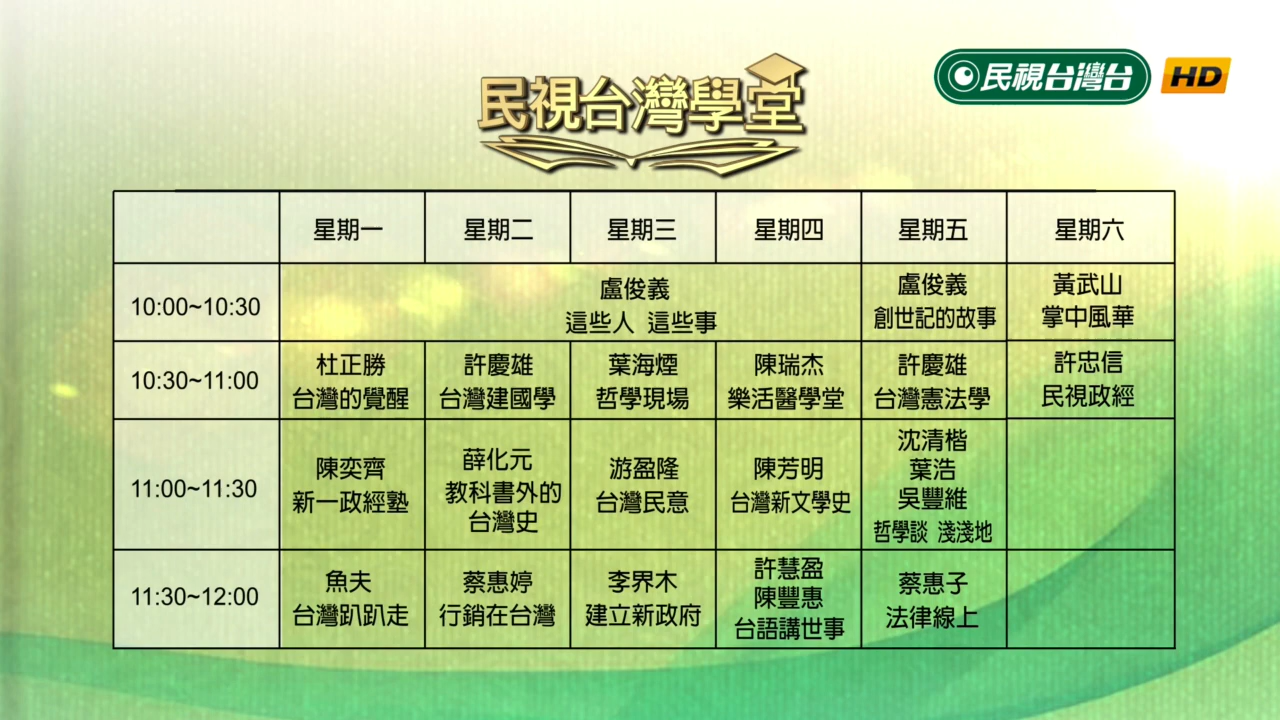 民視台灣學堂
民視台灣台 HD
星期一 星期二 星期三 星期四 星期五 星期六
10:00~10:30
盧俊義
這些人 這些事
盧俊義
創世記的故事
黃武山
掌中風華
10:30~11:00
杜正勝
台灣的覺醒
許慶雄
台灣建國學
葉海煙
哲學現場
陳瑞杰
樂活醫學堂
許慶雄
台灣憲法學
許忠信
民視政經
11:00~11:30
陳奕齊
新一政經塾
薛化元
教科書外的
台灣史
游盈隆
台灣民意
陳芳明
台灣新文學史
沈清楷
葉浩
吳豐維
哲學談 淺淺地
11:30~12:00
魚夫
台灣趴趴走
蔡惠婷
行銷在台灣
李界木
建立新政府
許慧盈
陳豐惠
台語講世事
蔡惠子
法律線上